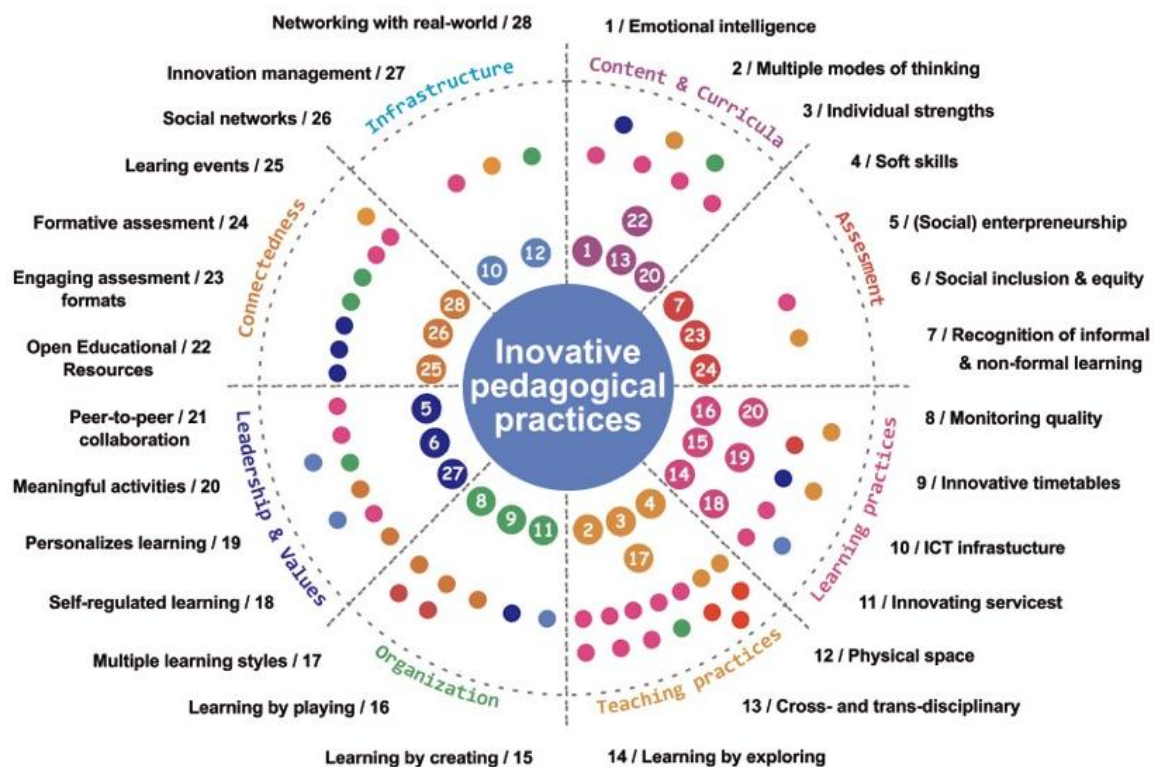 Networking with real-world / 28
Innovation management / 27
Social networks / 26
Learing events / 25
Formative assesment / 24
Engaging assesment / 23
formats
Open Educational / 22
Resources
Peer-to-peer / 21
collaboration
Meaningful activities / 20
Personalizes learning / 19
Self-regulated learning / 18
Multiple learning styles / 17
Learning by playing / 16
Learning by creating / 15
1 / Emotional intelligence
2 / Multiple modes of thinking
3 / Individual strengths
4 / Soft skills
5 / (Social) enterpreneurship
6 / Social inclusion & equity
7 / Recognition of informal
& non-formal learning
8 / Monitoring quality
9 / Innovative timetables
10 / ICT infrastucture
11 / Innovating servicest
12 / Physical space
13 / Cross- and trans-disciplinary
14 / Learning by exploring
Infrastructure
10
12
Content & Curricula
22
1
13
20
Assesment
7
23
24
Learning practices
16
20
15
19
14
18
Teaching practices
4
3
2
17
Organization
8
9
11
Leadership & Values
5
6
27
Connectedness
28
26
25
Inovative
pedagogical
practices